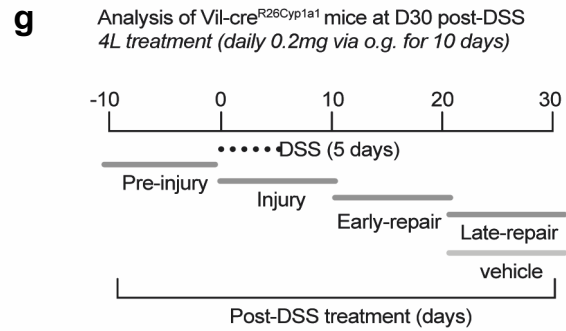 g
Analysis of Vil-cre^R26Cyp1a1 mice at D30 post-DSS
4L treatment (daily 0.2mg via o.g. for 10 days)
-10 0 10 20 30
DSS (5 days)
Pre-injury
Injury
Early-repair
Late-repair
vehicle
Post-DSS treatment (days)